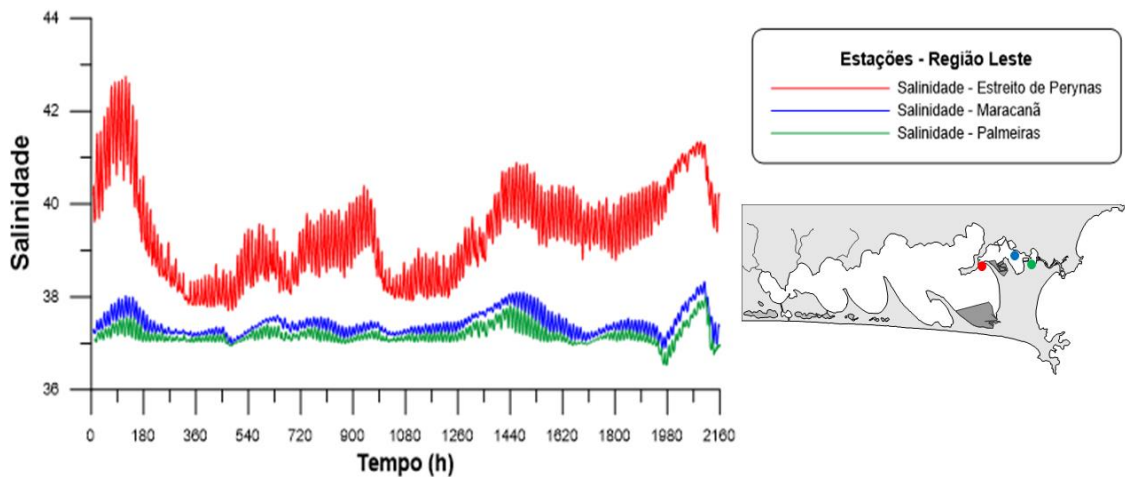 44
42
40
38
36
Salinidade
0 180 360 540 720 900 1080 1260 1440 1620 1800 1980 2160
Tempo (h)
Estações - Região Leste
Salinidade - Estreito de Perynas
Salinidade - Maracanã
Salinidade - Palmeiras